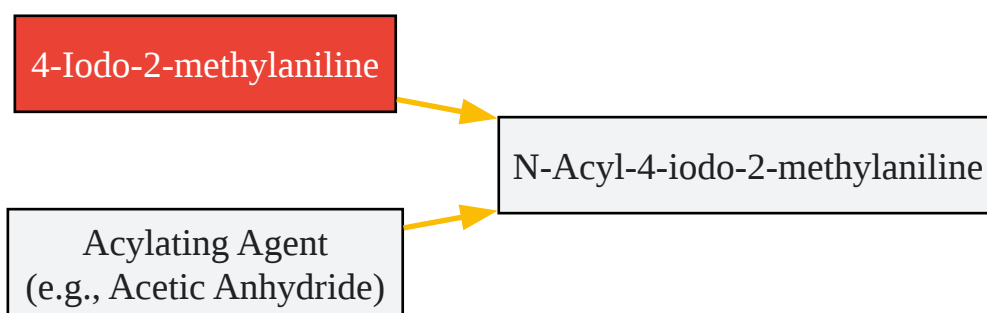 4-Iodo-2-methylaniline
N-Acyl-4-iodo-2-methylaniline
Acylating Agent
(e.g., Acetic Anhydride)